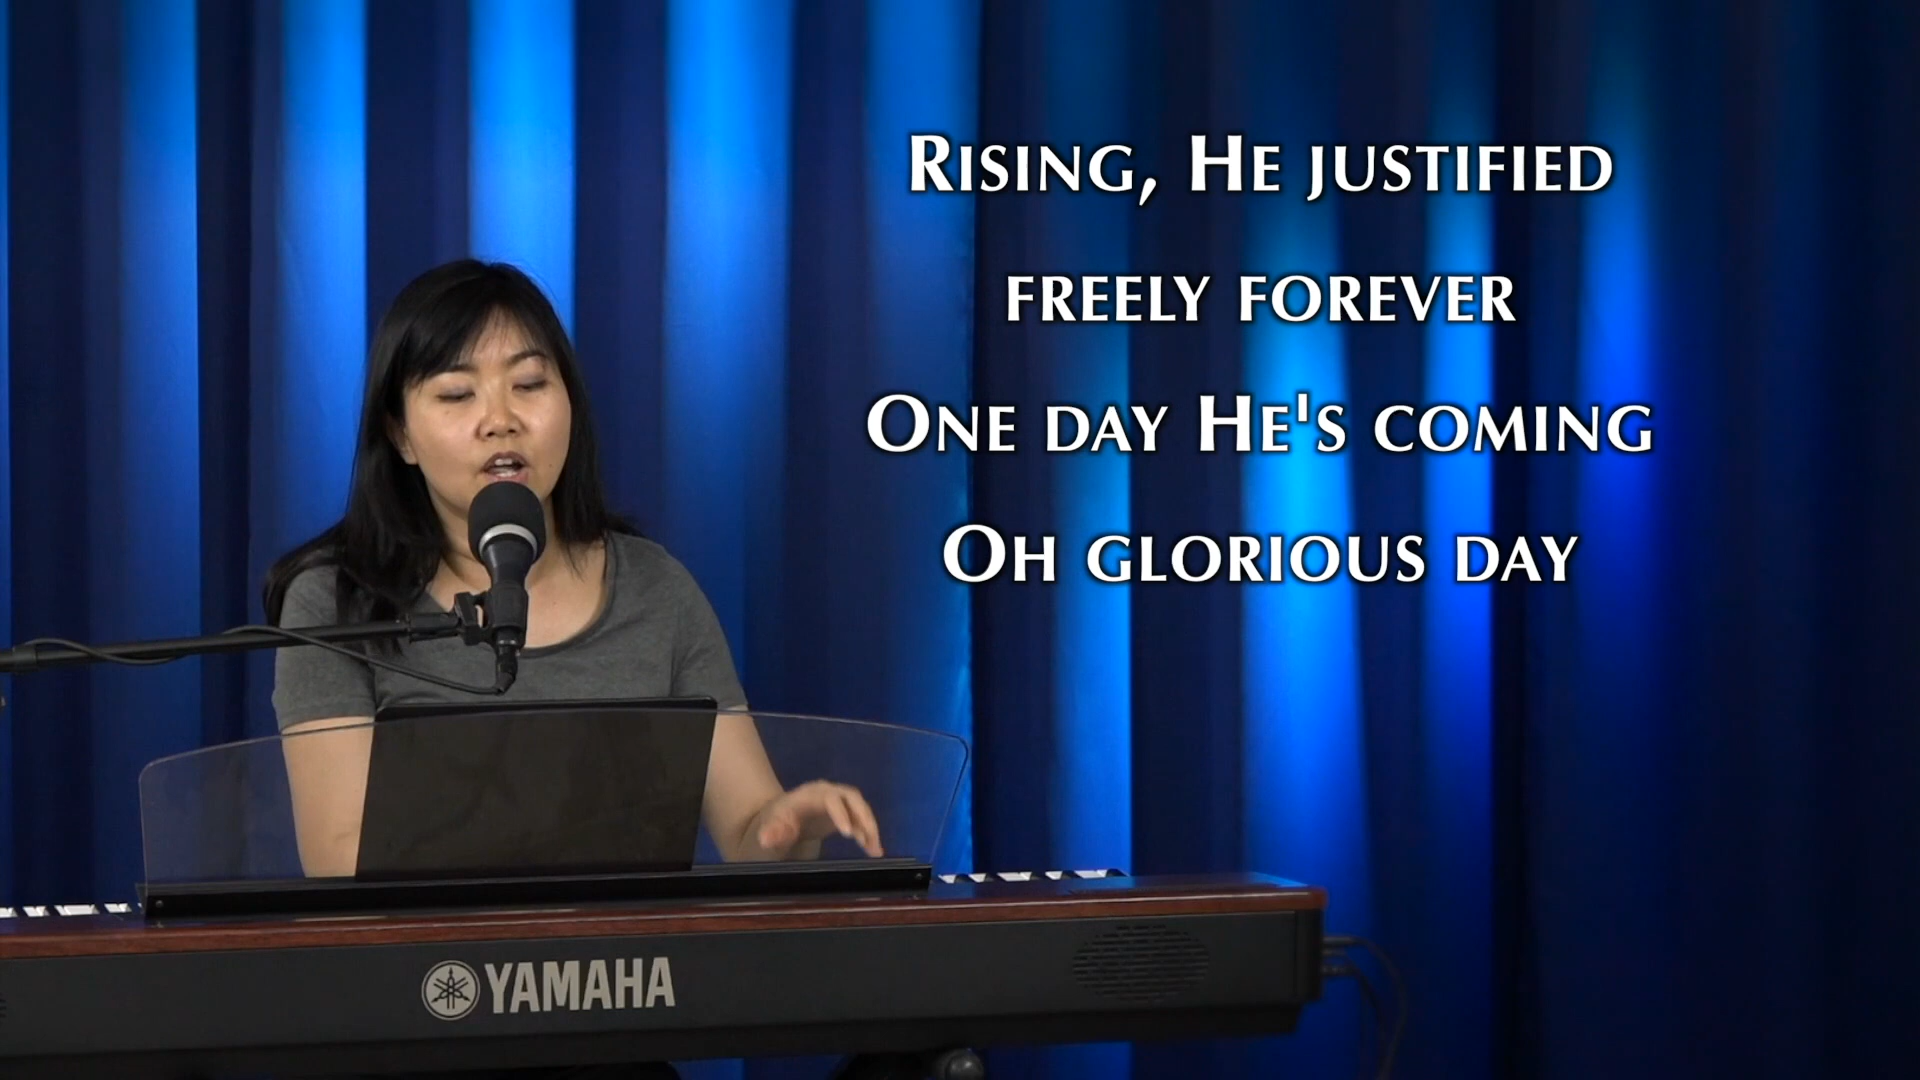 Rising, He justified
freely forever
One day He's coming
Oh glorious day
YAMAHA